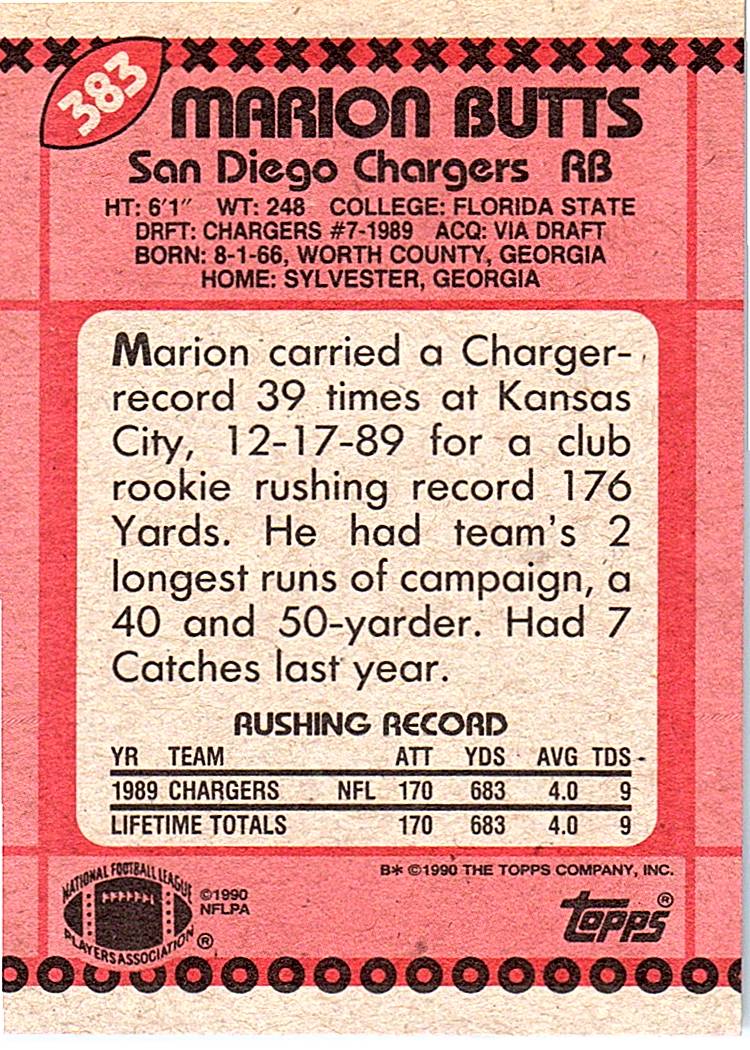 383
MARION BUTTS
San Diego Chargers RB
HT: 6'1" WT: 248 COLLEGE: FLORIDA STATE
DRFT: CHARGERS #7-1989 ACQ: VIA DRAFT
BORN: 8-1-66, WORTH COUNTY, GEORGIA
HOME: SYLVESTER, GEORGIA
Marion carried a Charger-
record 39 times at Kansas
City, 12-17-89 for a club
rookie rushing record 176
Yards. He had team's 2
longest runs of campaign, a
40 and 50-yarder. Had 7
Catches last year.
RUSHING RECORD
YR TEAM ATT YDS AVG TDS
1989 CHARGERS NFL 170 683 4.0 9
LIFETIME TOTALS 170 683 4.0 9
B* ©1990 THE TOPPS COMPANY, INC.
NATIONAL FOOTBALL LEAGUE
PLAYERS ASSOCIATION ®
©1990
NFLPA
topps®